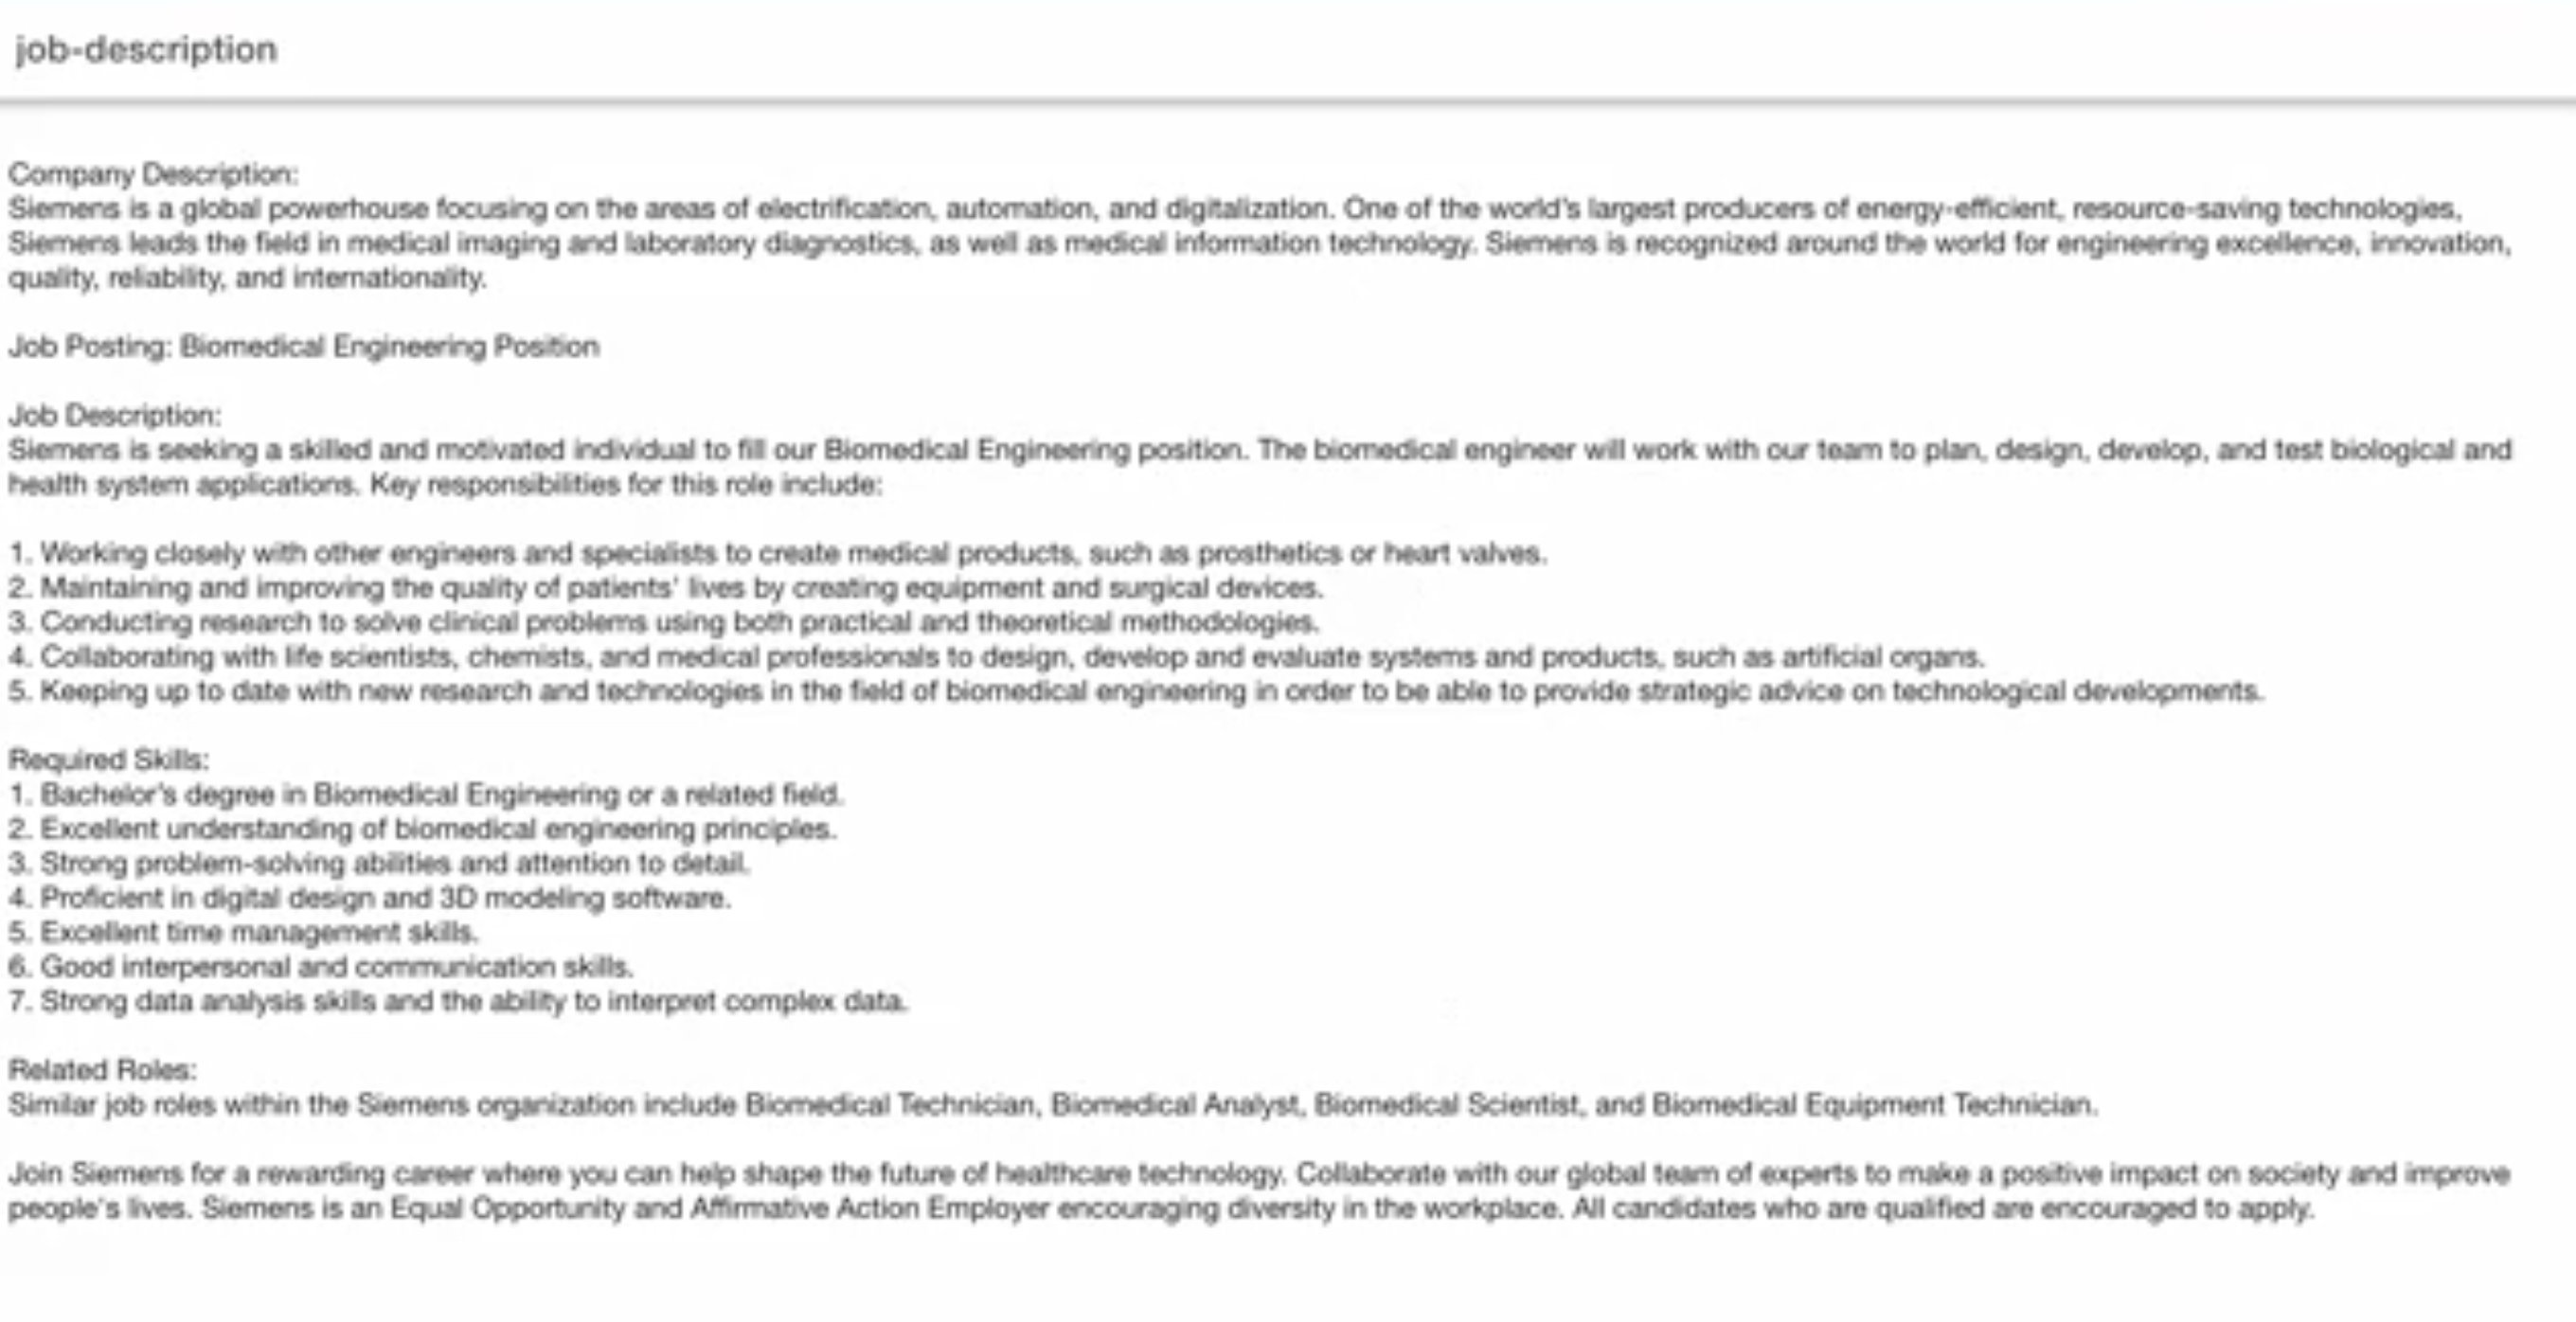 job-description
Company Description:
Siemens is a global powerhouse focusing on the areas of electrification, automation, and digitalization. One of the world's largest producers of energy-efficient, resource-saving technologies,
Siemens leads the field in medical imaging and laboratory diagnostics, as well as medical information technology. Siemens is recognized around the world for engineering excellence, innovation,
quality, reliability, and internationality.
Job Posting: Biomedical Engineering Position
Job Description:
Siemens is seeking a skilled and motivated individual to fill our Biomedical Engineering position. The biomedical engineer will work with our team to plan, design, develop, and test biological and
health system applications. Key responsibilities for this role include:
1. Working closely with other engineers and specialists to create medical products, such as prosthetics or heart valves.
2. Maintaining and improving the quality of patients' lives by creating equipment and surgical devices.
3. Conducting research to solve clinical problems using both practical and theoretical methodologies.
4. Collaborating with life scientists, chemists, and medical professionals to design, develop and evaluate systems and products, such as artificial organs.
5. Keeping up to date with new research and technologies in the field of biomedical engineering in order to be able to provide strategic advice on technological developments.
Required Skills:
1. Bachelor's degree in Biomedical Engineering or a related field.
2. Excellent understanding of biomedical engineering principles.
3. Strong problem-solving abilities and attention to detail.
4. Proficient in digital design and 3D modeling software.
5. Excellent time management skills.
6. Good interpersonal and communication skills.
7. Strong data analysis skills and the ability to interpret complex data.
Related Roles:
Similar job roles within the Siemens organization include Biomedical Technician, Biomedical Analyst, Biomedical Scientist, and Biomedical Equipment Technician.
Join Siemens for a rewarding career where you can help shape the future of healthcare technology. Collaborate with our global team of experts to make a positive impact on society and improve
people's lives. Siemens is an Equal Opportunity and Affirmative Action Employer encouraging diversity in the workplace. All candidates who are qualified are encouraged to apply.